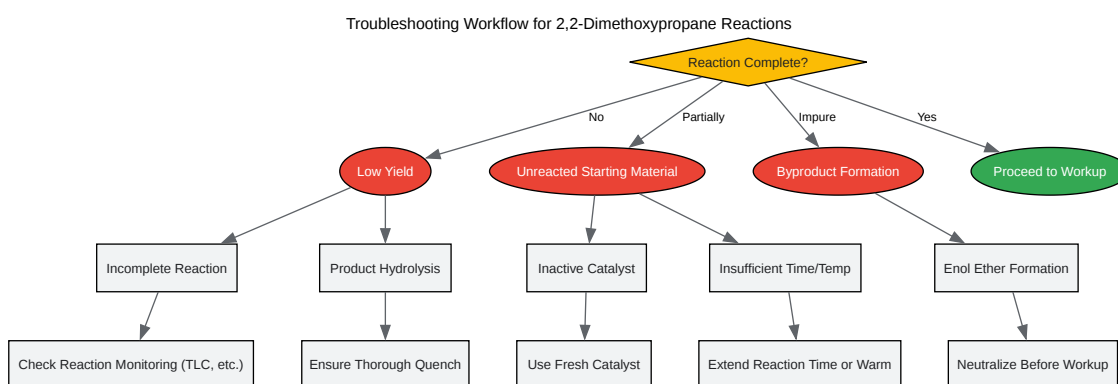 Troubleshooting Workflow for 2,2-Dimethoxypropane Reactions
Reaction Complete?
No
Partially
Impure
Yes
Low Yield
Unreacted Starting Material
Byproduct Formation
Proceed to Workup
Incomplete Reaction
Product Hydrolysis
Inactive Catalyst
Insufficient Time/Temp
Enol Ether Formation
Check Reaction Monitoring (TLC, etc.)
Ensure Thorough Quench
Use Fresh Catalyst
Extend Reaction Time or Warm
Neutralize Before Workup